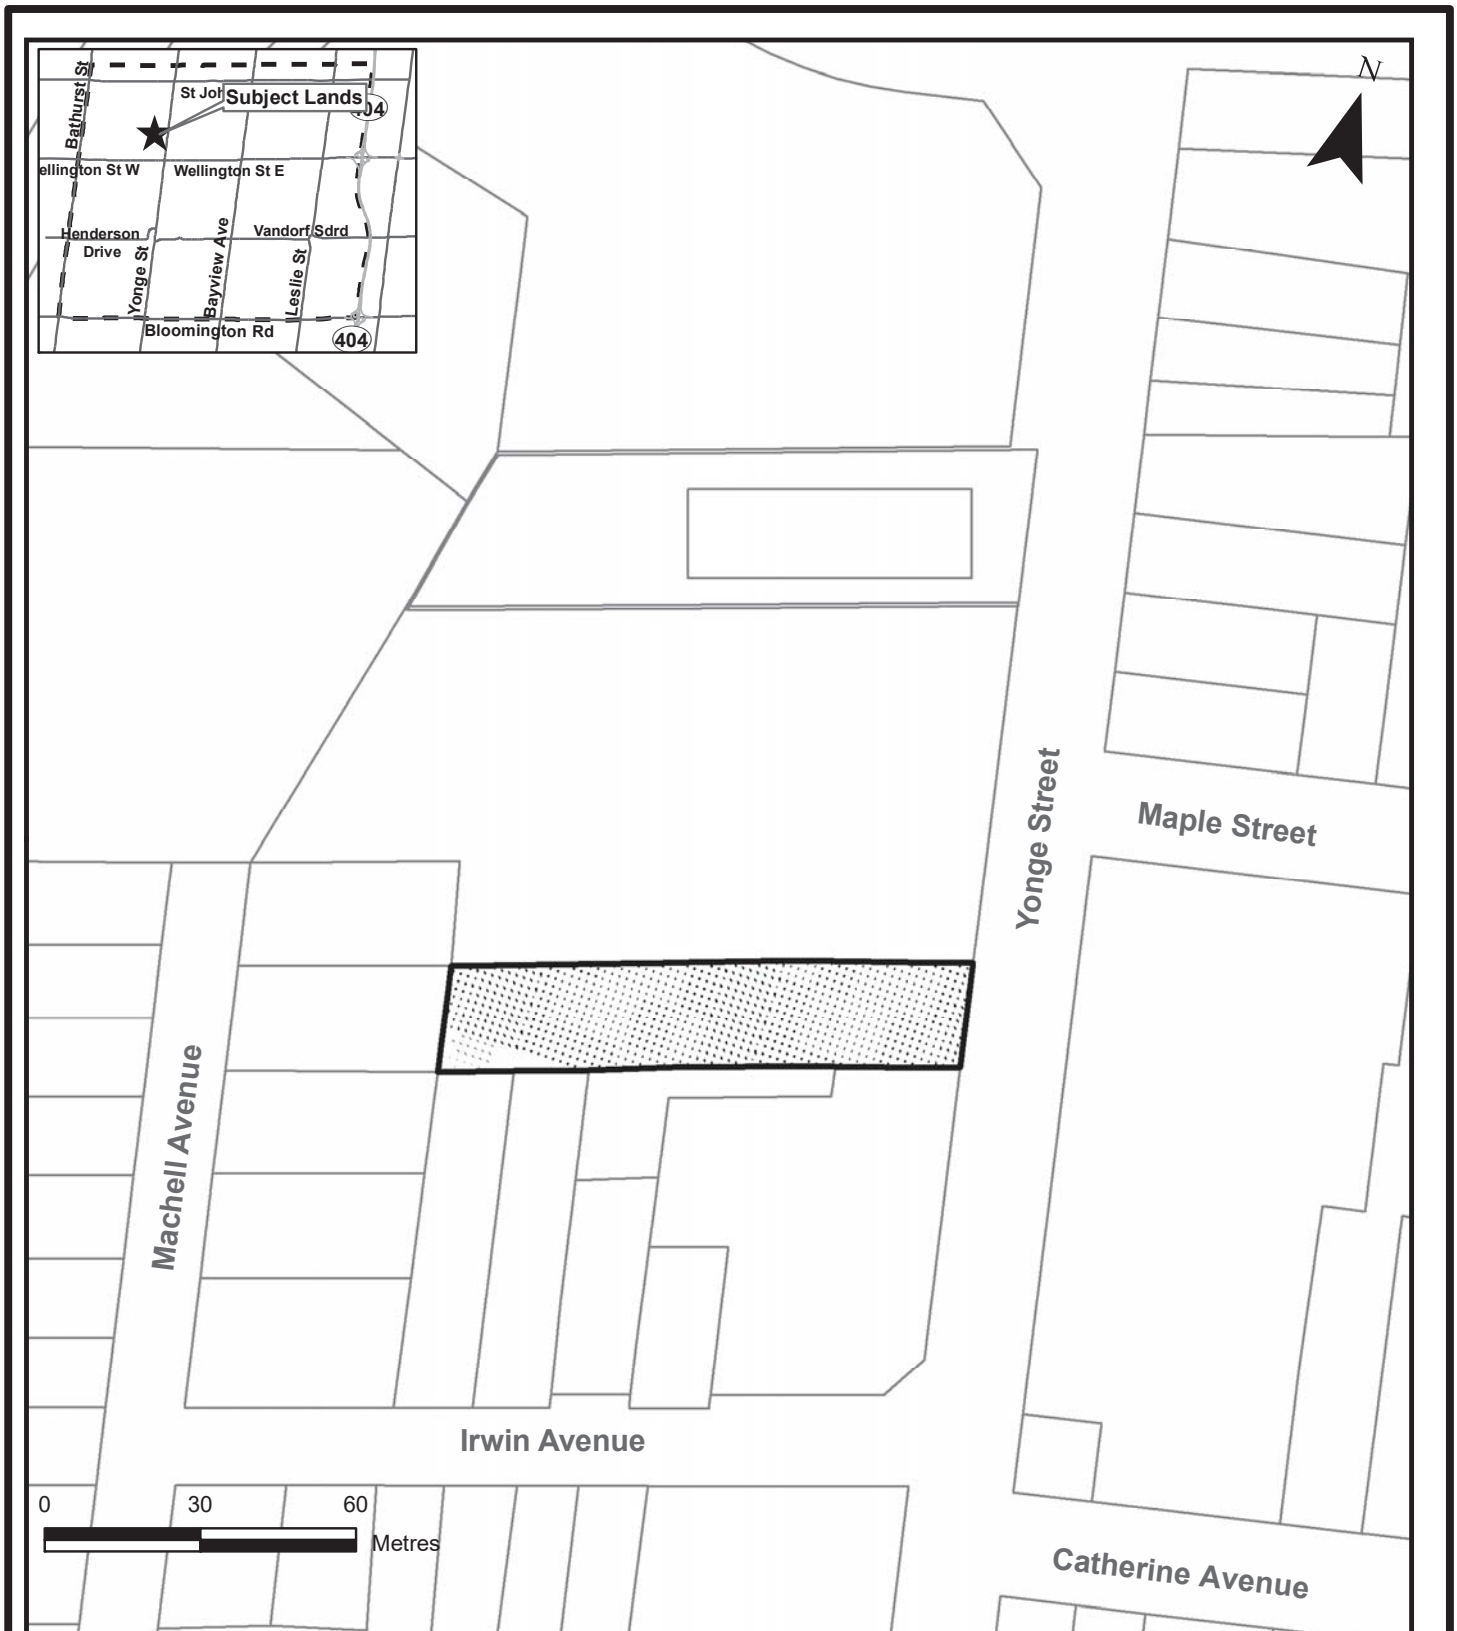 N
Bathurst St
St Joh
Subject Lands
404
ellington St W
Wellington St E
Henderson
Drive
Vandorf Sdrd
Yonge St
Bayview Ave
Leslie St
Bloomington Rd
404
Yonge Street
Maple Street
Machell Avenue
Irwin Avenue
0 30 60
Metres
Catherine Avenue